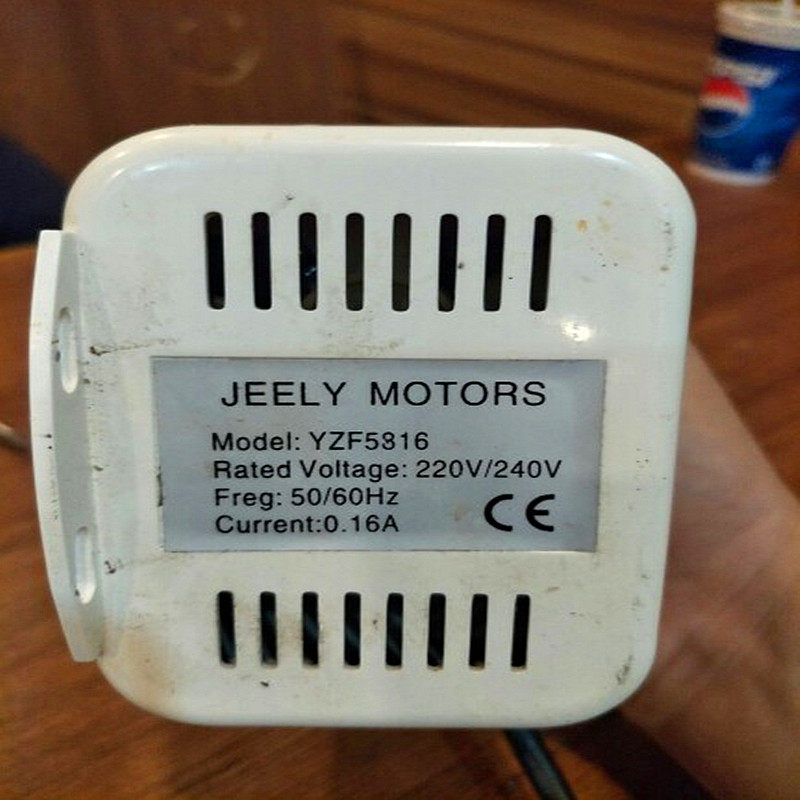 JEELY MOTORS
Model: YZF5816
Rated Voltage: 220V/240V
Freg: 50/60Hz
Current:0.16A
CE